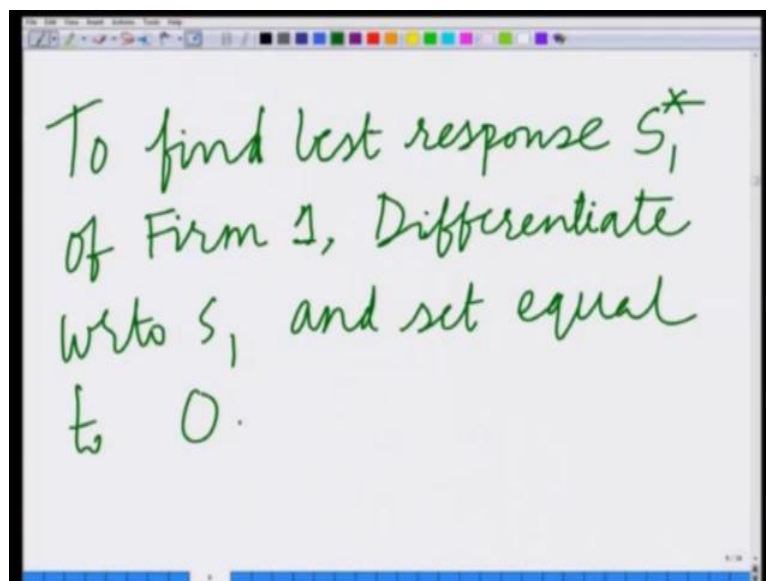 To find best response S₁*
of Firm 1, Differentiate
wrto S₁ and set equal
to 0.